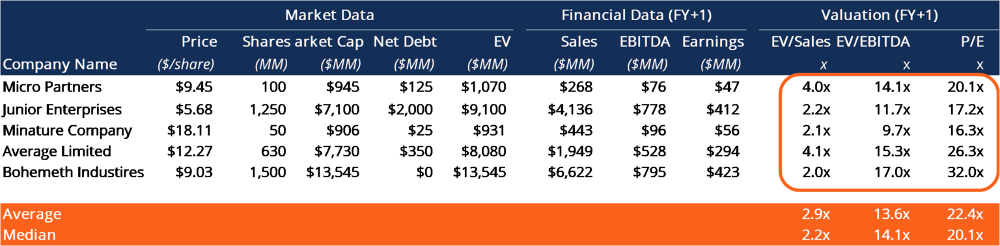 Market Data Financial Data (FY+1) Valuation (FY+1)
Price Shares arket Cap Net Debt EV Sales EBITDA Earnings EV/Sales EV/EBITDA P/E
Company Name ($/share) (MM) ($MM) ($MM) ($MM) ($MM) ($MM) ($MM) x x x
Micro Partners $9.45 100 $945 $125 $1,070 $268 $76 $47 4.0x 14.1x 20.1x
Junior Enterprises $5.68 1,250 $7,100 $2,000 $9,100 $4,136 $778 $412 2.2x 11.7x 17.2x
Minature Company $18.11 50 $906 $25 $931 $443 $96 $56 2.1x 9.7x 16.3x
Average Limited $12.27 630 $7,730 $350 $8,080 $1,949 $528 $294 4.1x 15.3x 26.3x
Bohemeth Industires $9.03 1,500 $13,545 $0 $13,545 $6,622 $795 $423 2.0x 17.0x 32.0x
Average 2.9x 13.6x 22.4x
Median 2.2x 14.1x 20.1x